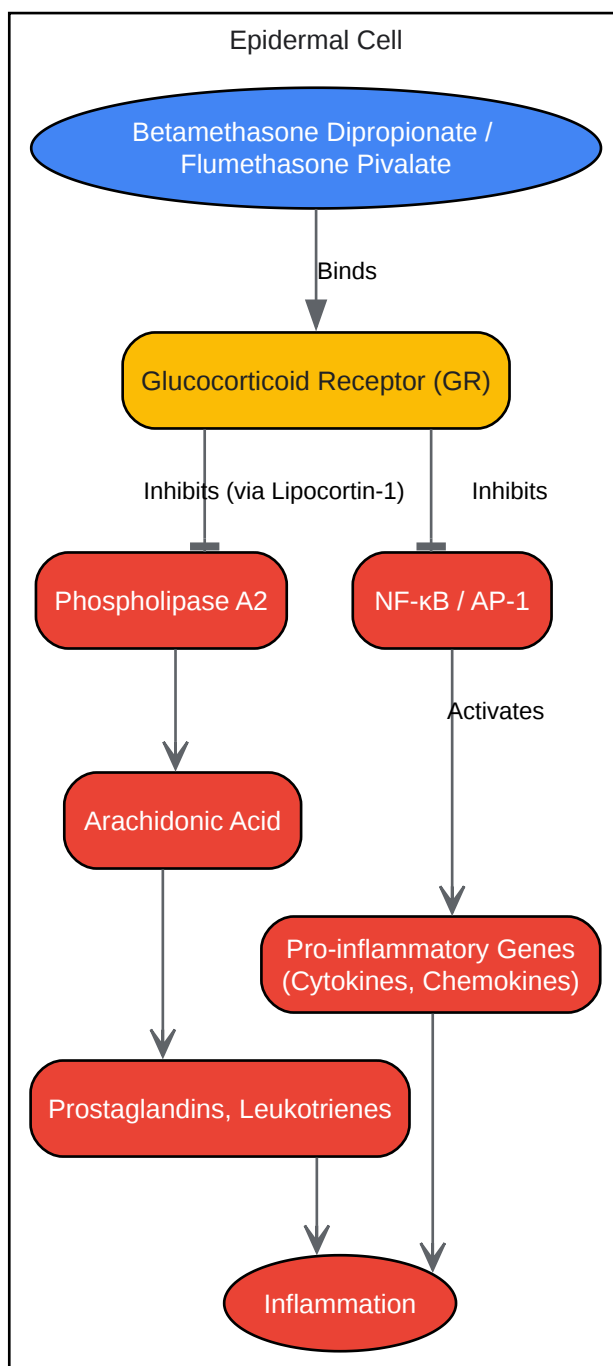 Epidermal Cell
Betamethasone Dipropionate /
Flumethasone Pivalate
Binds
Glucocorticoid Receptor (GR)
Inhibits (via Lipocortin-1)
Inhibits
Phospholipase A2
NF-κB / AP-1
Activates
Arachidonic Acid
Pro-inflammatory Genes
(Cytokines, Chemokines)
Prostaglandins, Leukotrienes
Inflammation